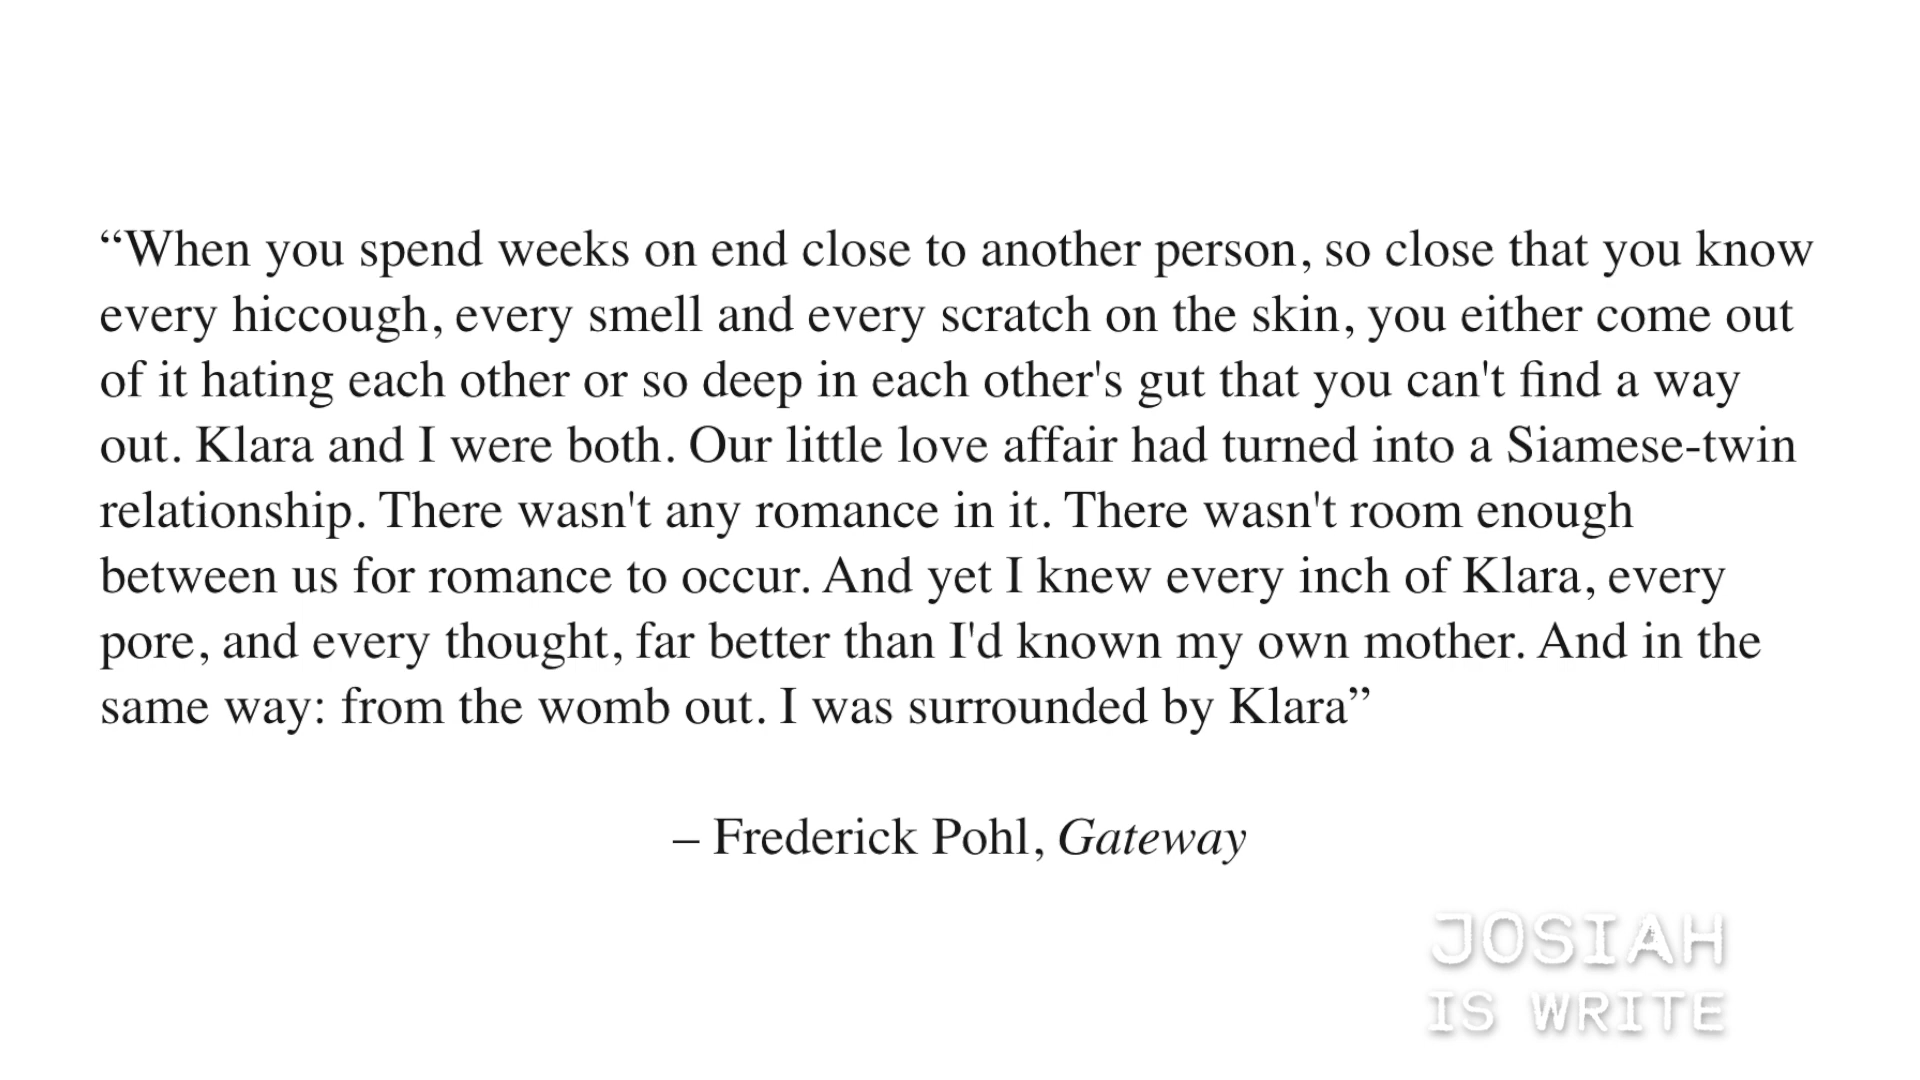 “When you spend weeks on end close to another person, so close that you know
every hiccough, every smell and every scratch on the skin, you either come out
of it hating each other or so deep in each other's gut that you can't find a way
out. Klara and I were both. Our little love affair had turned into a Siamese-twin
relationship. There wasn't any romance in it. There wasn't room enough
between us for romance to occur. And yet I knew every inch of Klara, every
pore, and every thought, far better than I'd known my own mother. And in the
same way: from the womb out. I was surrounded by Klara”
– Frederick Pohl, Gateway
JOSIAH
IS WRITE